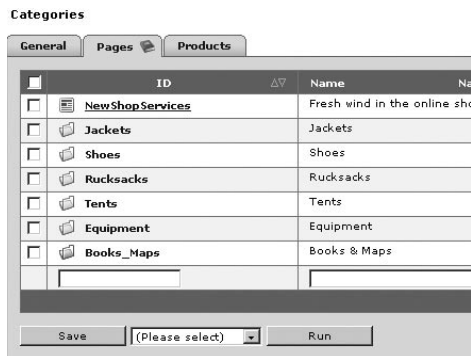 Categories
General Pages Products
ID Name Na
NewShopServices Fresh wind in the online sho
Jackets Jackets
Shoes Shoes
Rucksacks Rucksacks
Tents Tents
Equipment Equipment
Books_Maps Books & Maps
Save (Please select) Run